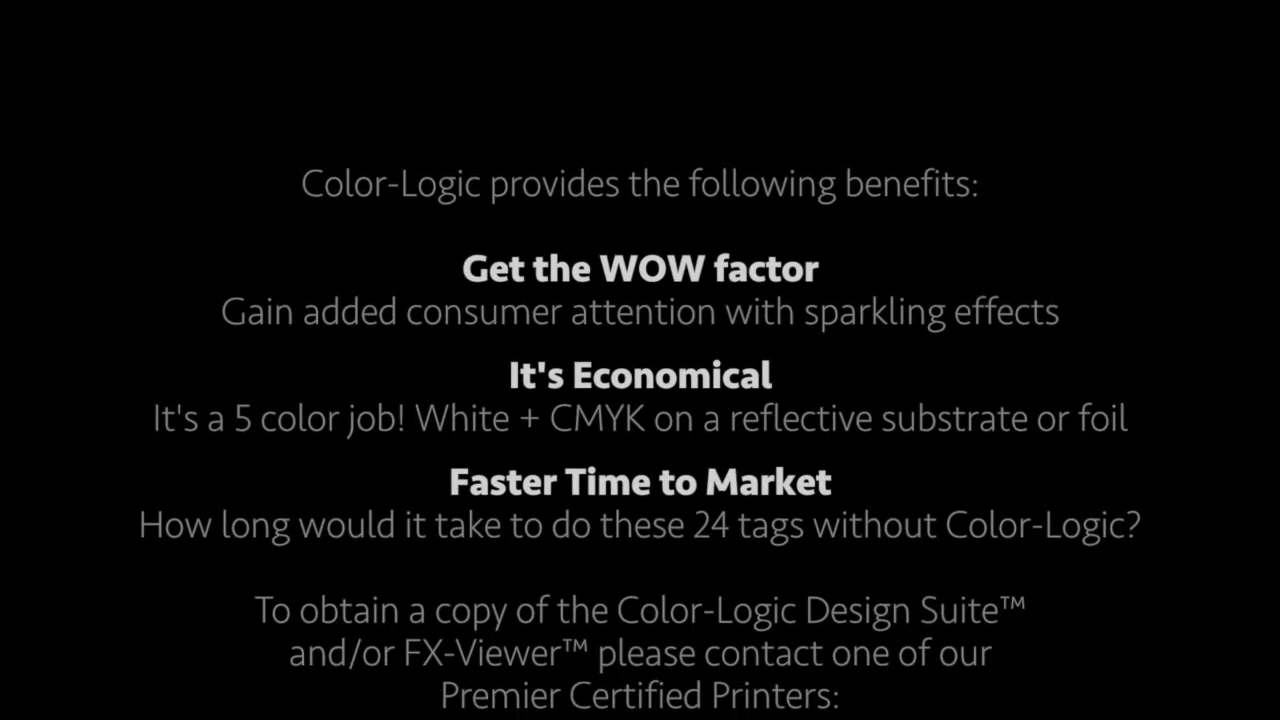 Color-Logic provides the following benefits:
Get the WOW factor
Gain added consumer attention with sparkling effects
It's Economical
It's a 5 color job! White + CMYK on a reflective substrate or foil
Faster Time to Market
How long would it take to do these 24 tags without Color-Logic?
To obtain a copy of the Color-Logic Design Suite™
and/or FX-Viewer™ please contact one of our
Premier Certified Printers: